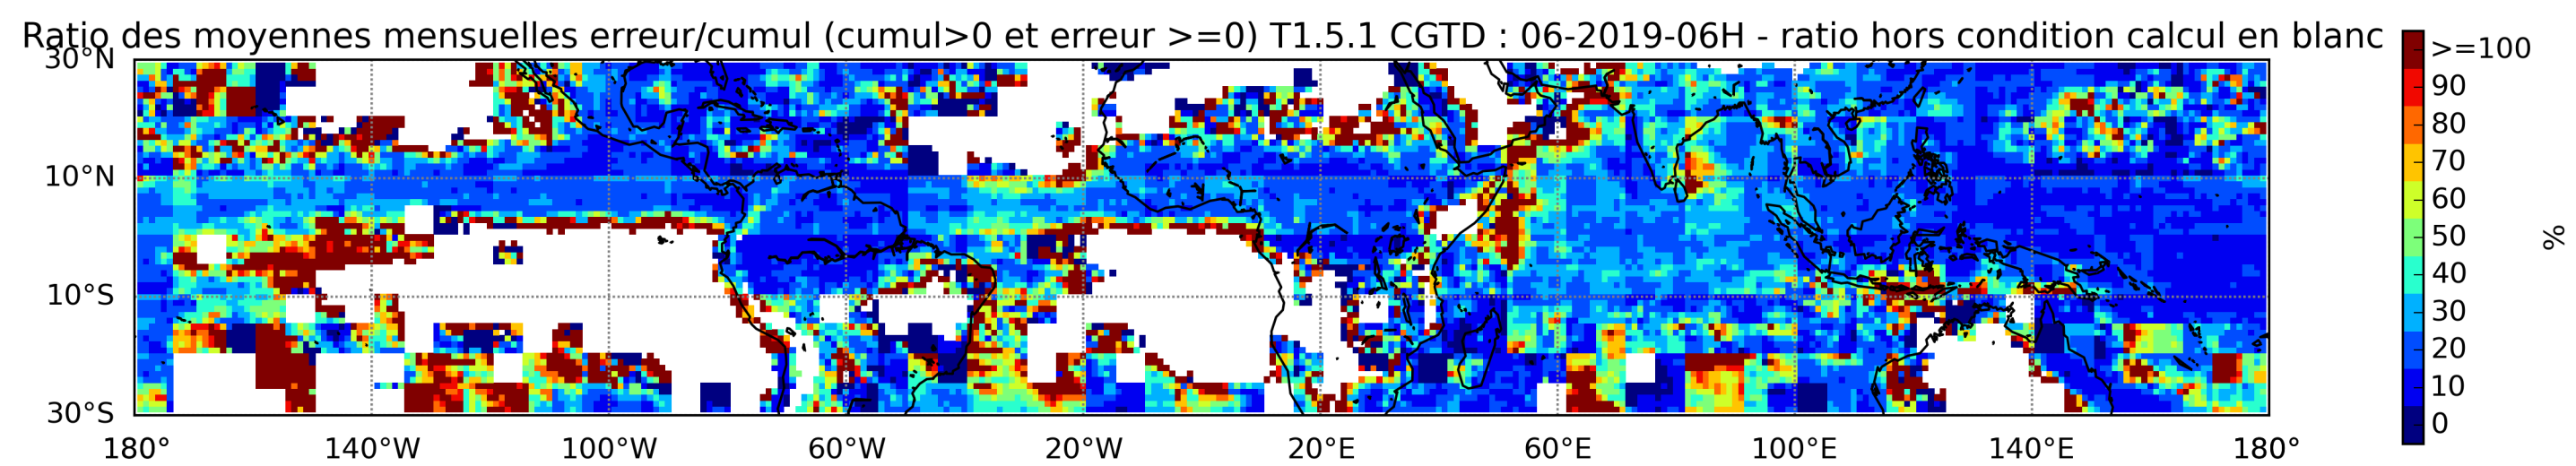 Ratio des moyennes mensuelles erreur/cumul (cumul>0 et erreur >=0) T1.5.1 CGTD : 06-2019-06H - ratio hors condition calcul en blanc
30°N
10°N
10°S
30°S
180° 140°W 100°W 60°W 20°W 20°E 60°E 100°E 140°E 180°
>=100
90
80
70
60
50
40
30
20
10
0
%